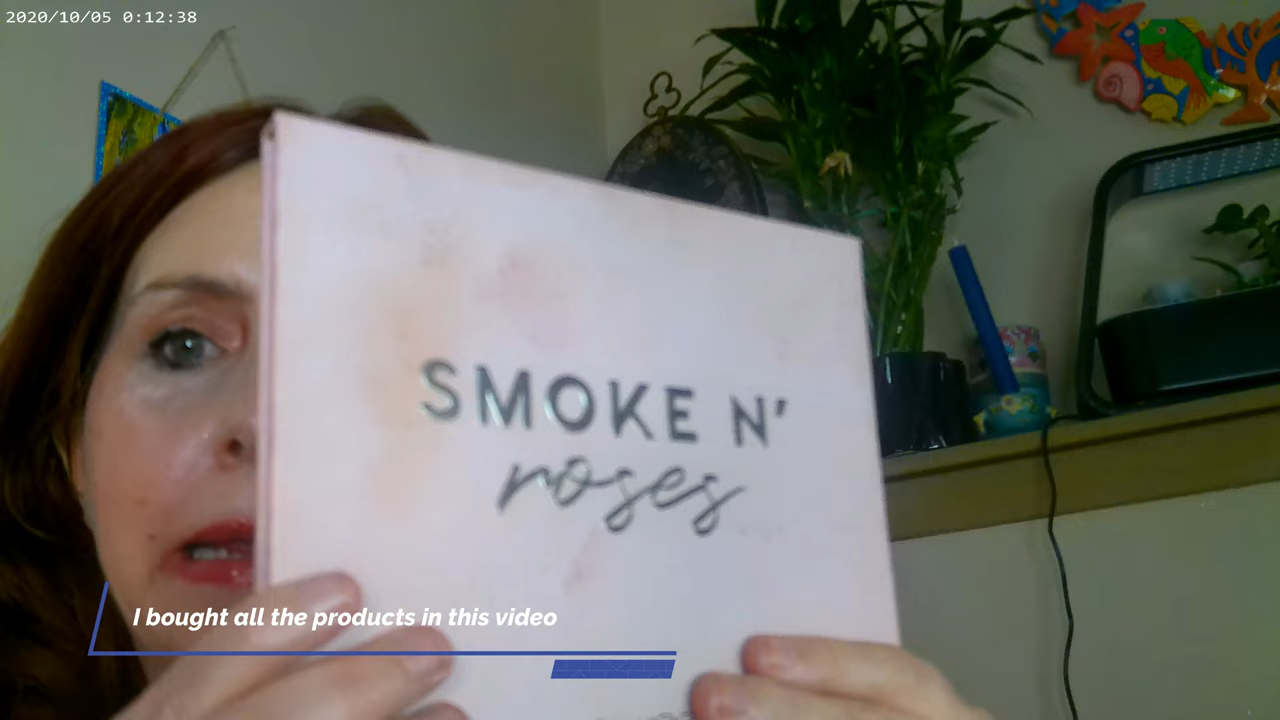 2020/10/05 0:12:38
SMOKE N'
roses
I bought all the products in this video